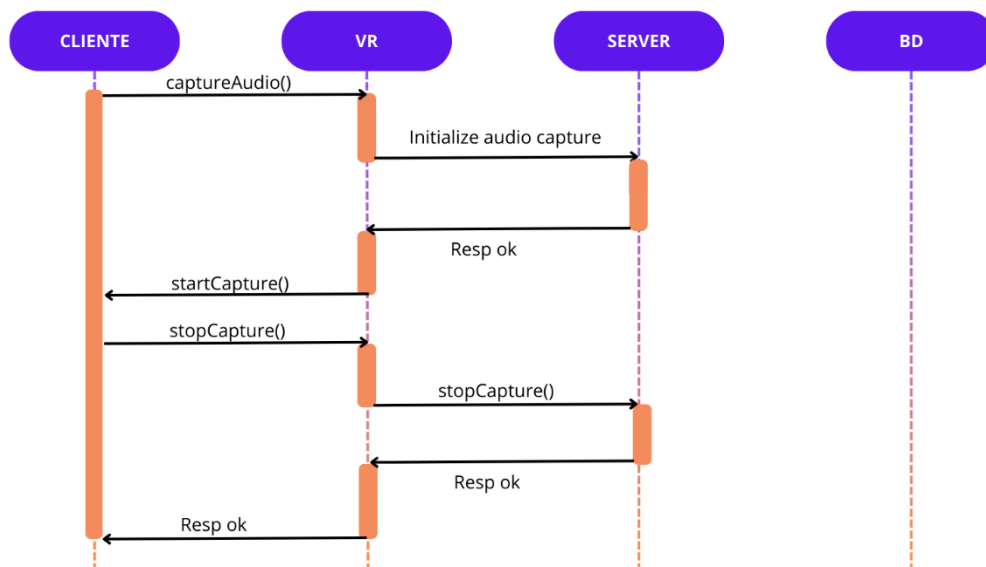 CLIENTE
VR
SERVER
BD
captureAudio()
Initialize audio capture
Resp ok
startCapture()
stopCapture()
stopCapture()
Resp ok
Resp ok